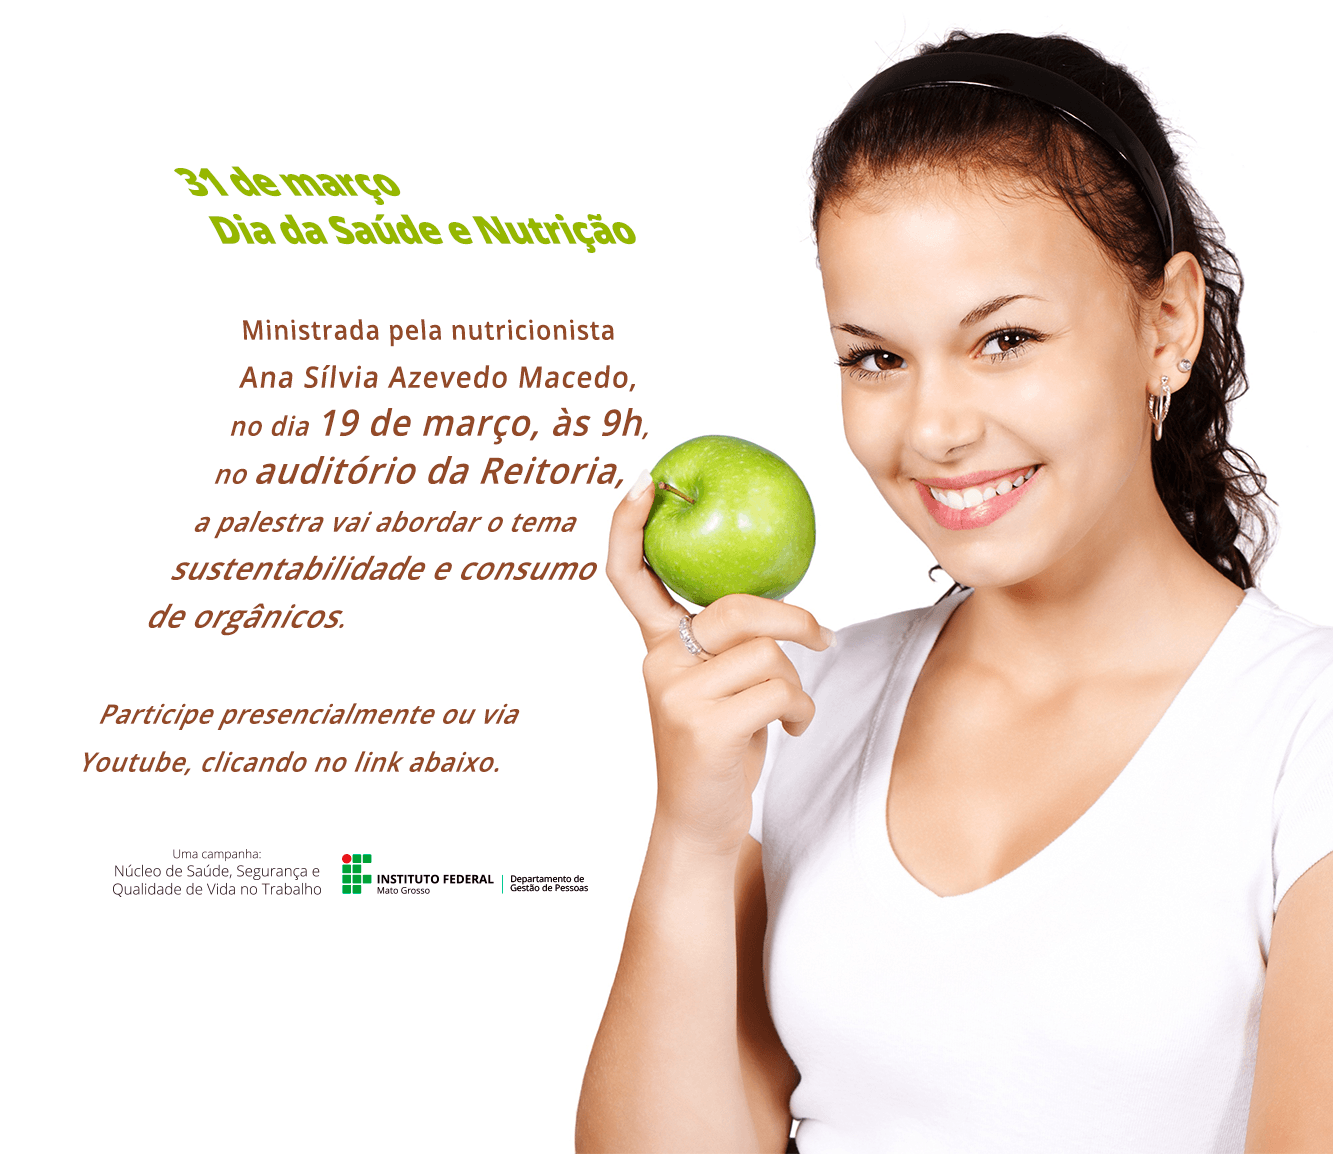 31 de março
Dia da Saúde e Nutrição
Ministrada pela nutricionista
Ana Sílvia Azevedo Macedo,
no dia 19 de março, às 9h,
no auditório da Reitoria,
a palestra vai abordar o tema
sustentabilidade e consumo
de orgânicos.
Participe presencialmente ou via
Youtube, clicando no link abaixo.
Uma campanha:
Núcleo de Saúde, Segurança e
Qualidade de Vida no Trabalho
INSTITUTO FEDERAL
Mato Grosso
Departamento de
Gestão de Pessoas